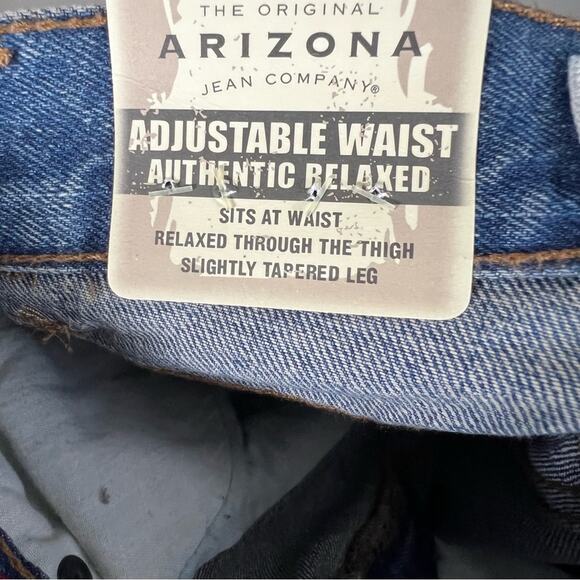 THE ORIGINAL
ARIZONA
JEAN COMPANY®
ADJUSTABLE WAIST
AUTHENTIC RELAXED
SITS AT WAIST
RELAXED THROUGH THE THIGH
SLIGHTLY TAPERED LEG